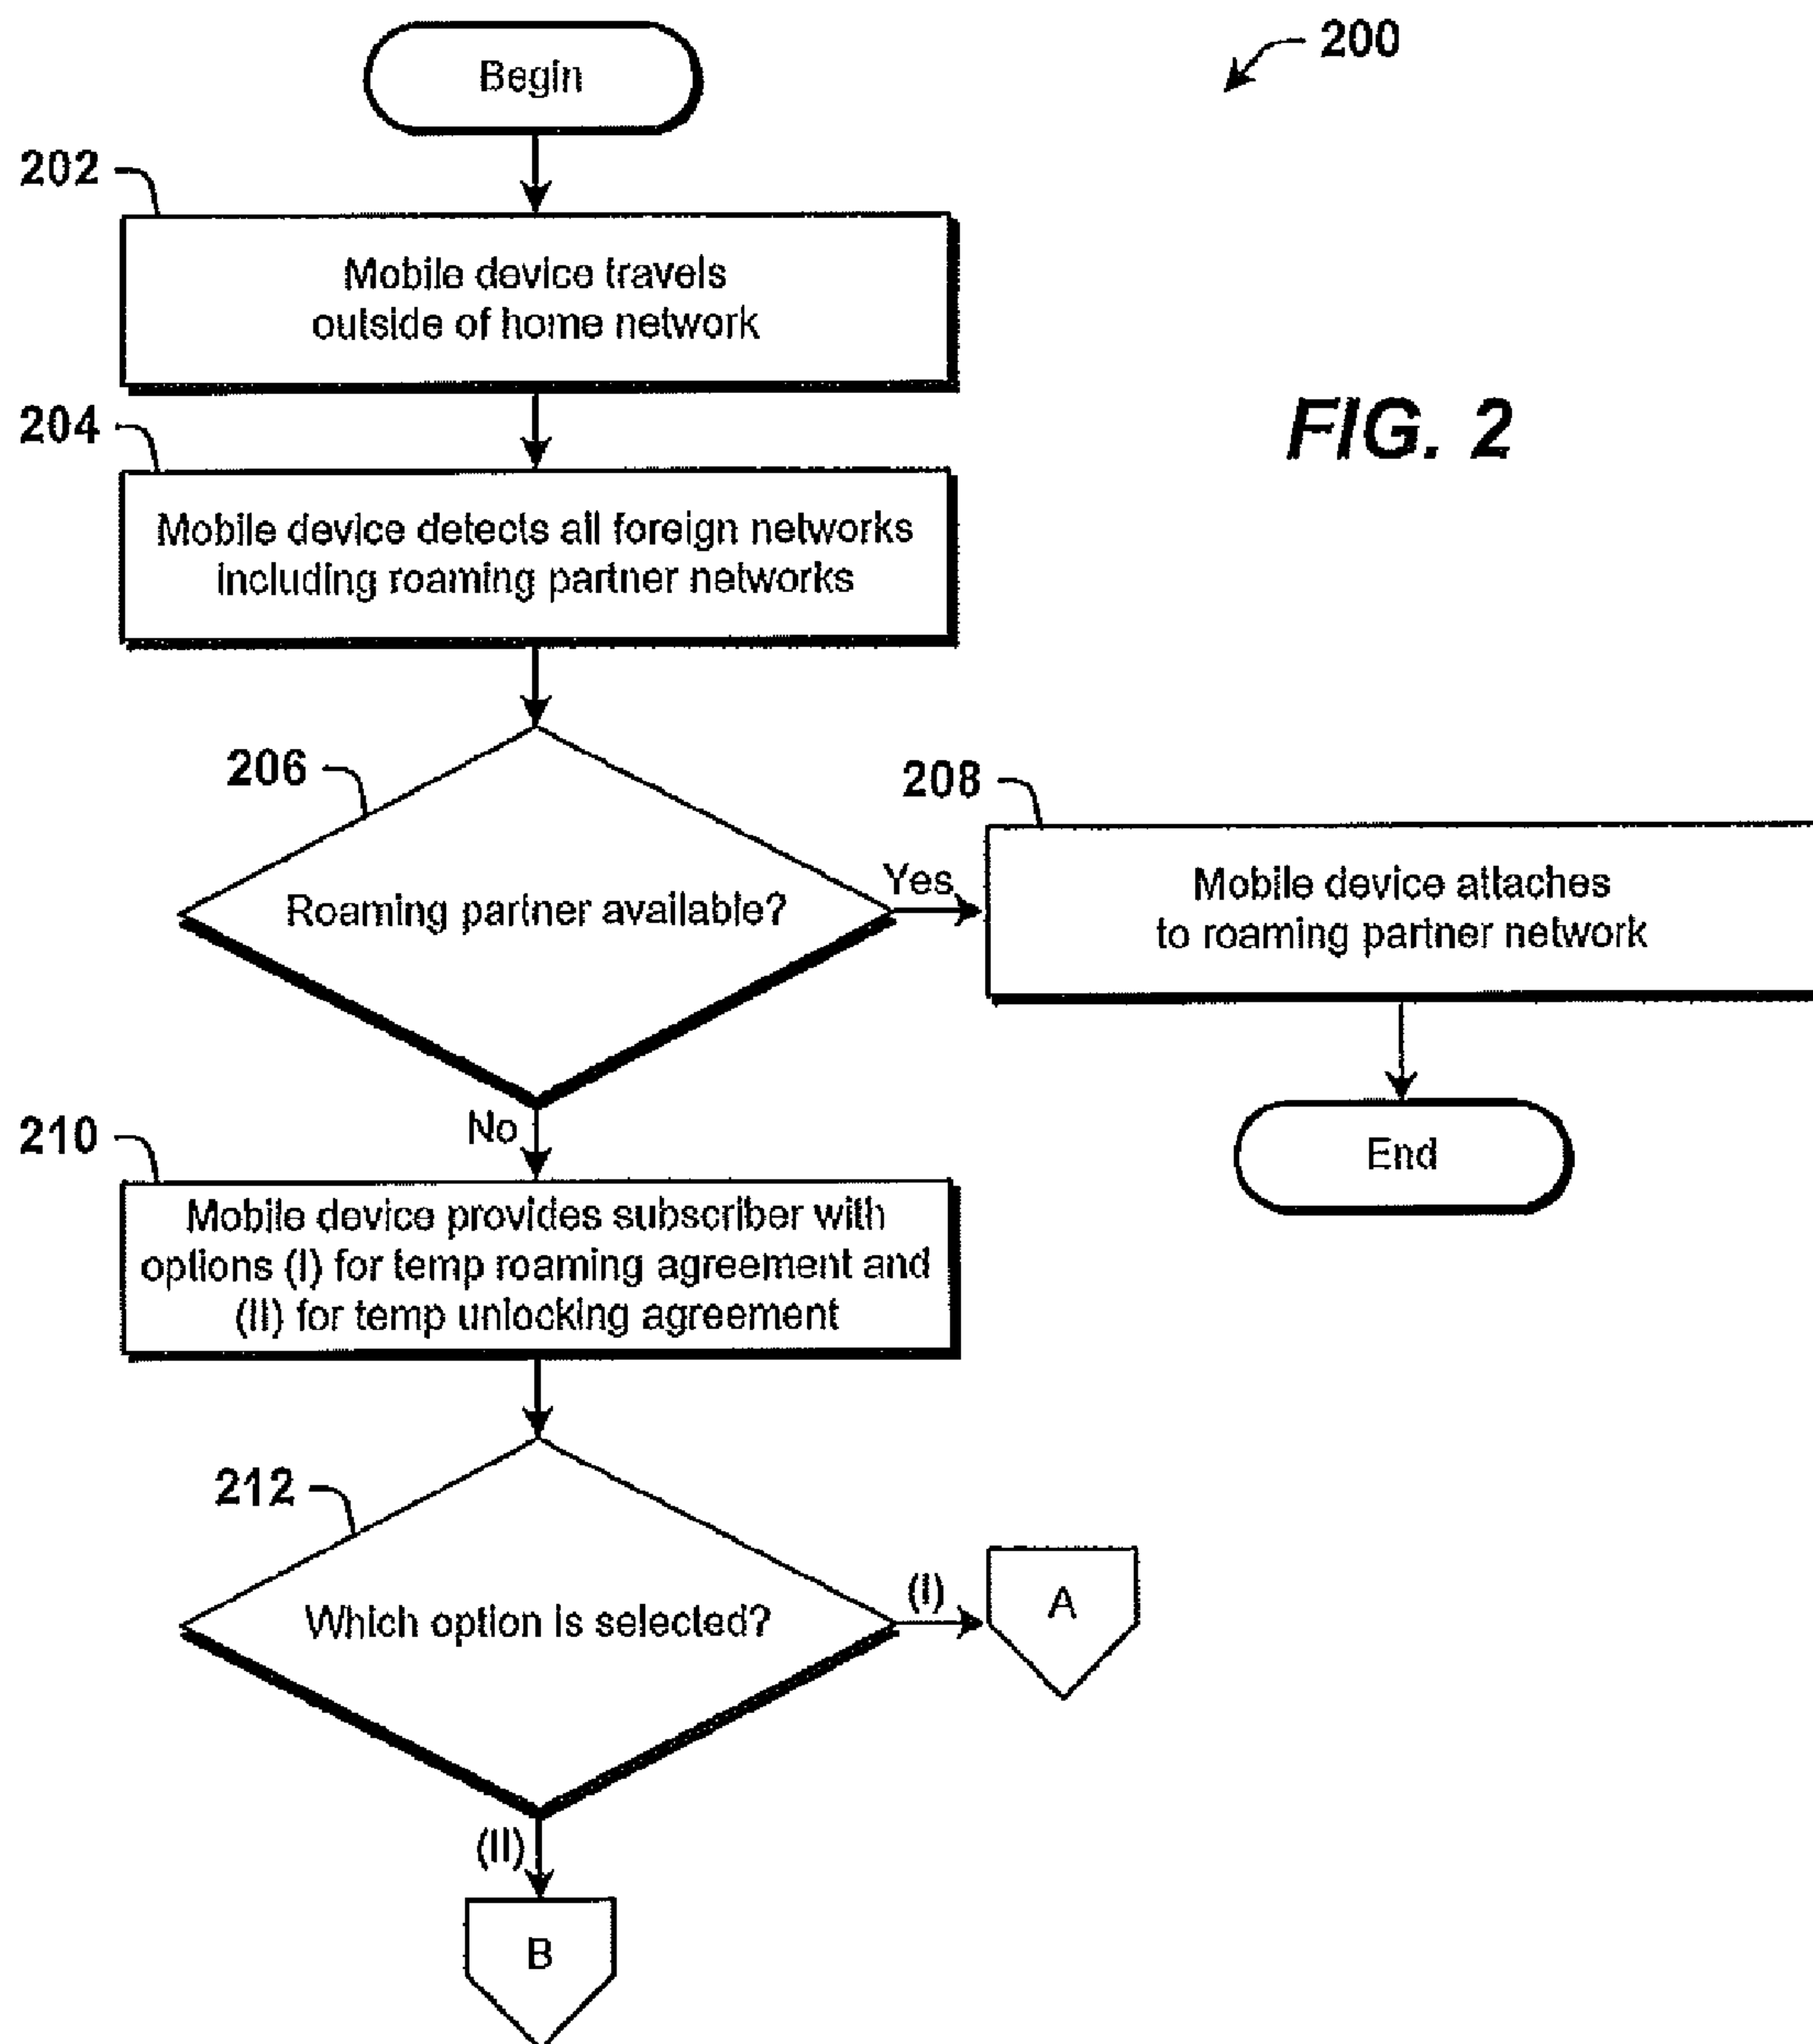 Begin
200
202
Mobile device travels
outside of home network
204
FIG. 2
Mobile device detects all foreign networks
including roaming partner networks
206
208
Roaming partner available?
Yes
Mobile device attaches
to roaming partner network
No
End
210
Mobile device provides subscriber with
options (I) for temp roaming agreement and
(II) for temp unlocking agreement
212
Which option is selected?
(I)
A
(II)
B